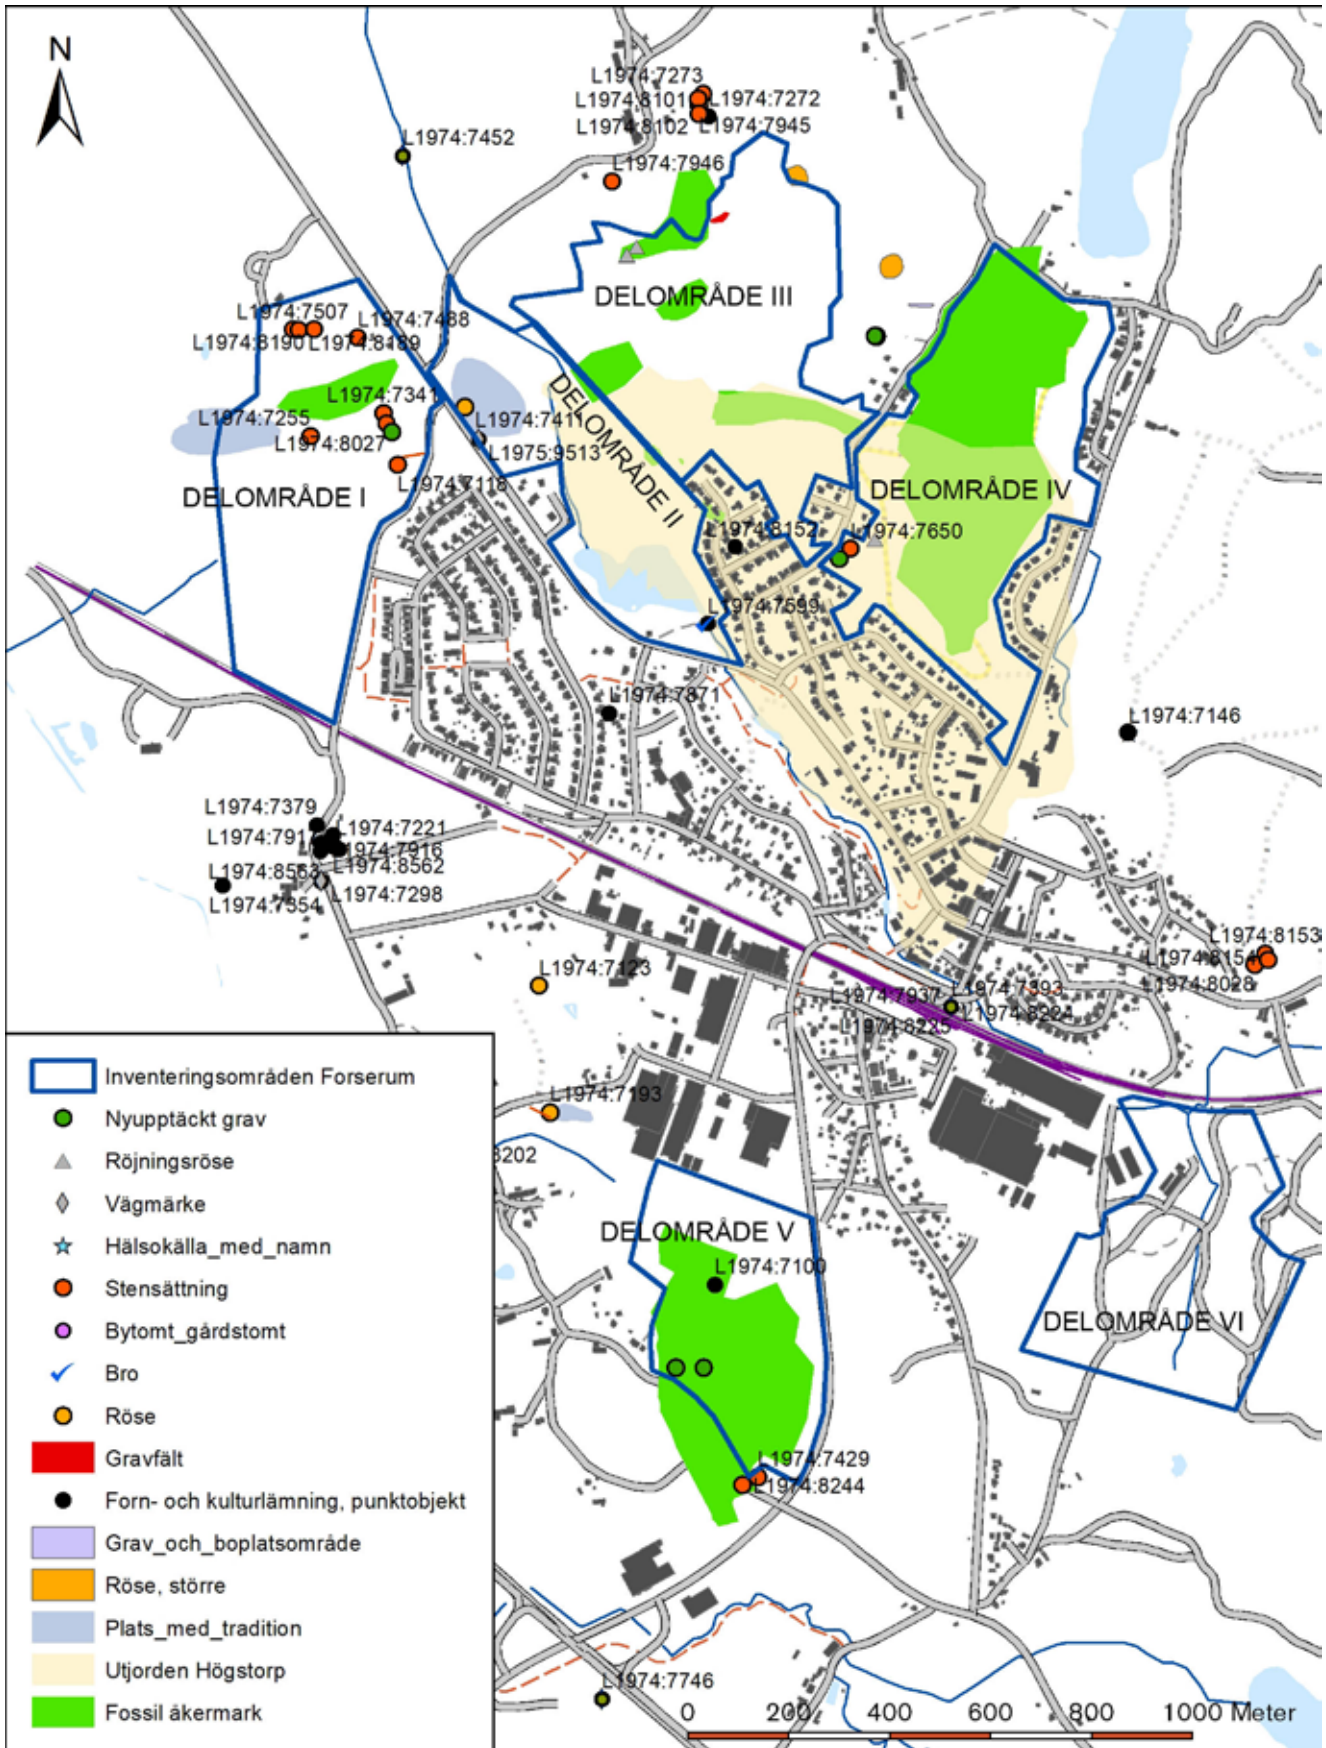 N
L1974:7273
L1974:8101
L1974:7272
L1974:8102
L1974:7945
L1974:7452
L1974:7946
DELOMRÅDE III
L1974:7507
L1974:7488
L1974:8190
L1974:8189
L1974:7341
L1974:7255
L1974:7411
L1974:8027
L1975:9513
L1974:7118
DELOMRÅDE I
DELOMRÅDE II
DELOMRÅDE IV
L1974:8152
L1974:7650
L1974:7599
L1974:7871
L1974:7146
L1974:7379
L1974:7221
L1974:7916
L1974:8563
L1974:8562
L1974:7354
L1974:7298
L1974:8153
L1974:8154
L1974:8028
L1974:7123
L1974:7937
L1974:7393
L1974:8224
L1974:8225
L1974:7193
3202
DELOMRÅDE V
L1974:7100
DELOMRÅDE VI
L1974:7429
L1974:8244
L1974:7746
Inventeringsområden Forserum
Nyupptäckt grav
Röjningsröse
Vägmärke
Hälsokälla_med_namn
Stensättning
Bytomt_gårdstomt
Bro
Röse
Gravfält
Forn- och kulturlämning, punktobjekt
Grav_och_boplatsområde
Röse, större
Plats_med_tradition
Utjorden Högstorp
Fossil åkermark
0 200 400 600 800 1000 Meter